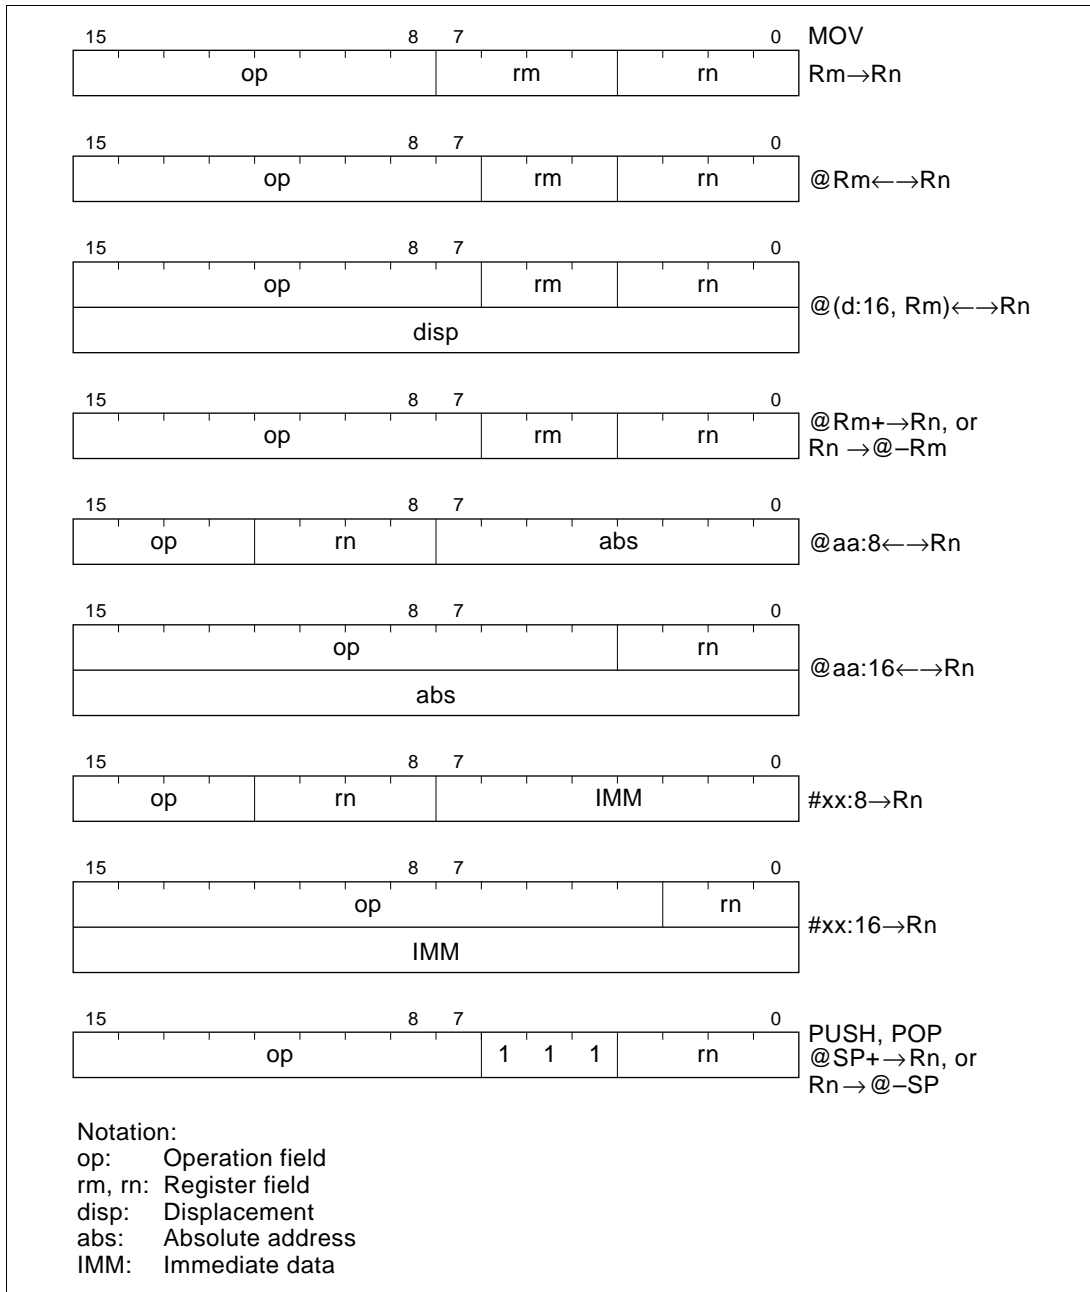 15 8 7 0 MOV
op rm rn Rm→Rn
15 8 7 0
op rm rn @Rm←→Rn
15 8 7 0
op rm rn
@(d:16, Rm)←→Rn
disp
15 8 7 0
@Rm+→Rn, or
op rm rn
Rn →@–Rm
15 8 7 0
op rn abs @aa:8←→Rn
15 8 7 0
op rn
@aa:16←→Rn
abs
15 8 7 0
op rn IMM #xx:8→Rn
15 8 7 0
op rn
#xx:16→Rn
IMM
15 8 7 0
PUSH, POP
op 1 1 1 rn @SP+→Rn, or
Rn→@–SP
Notation:
op: Operation field
rm, rn: Register field
disp: Displacement
abs: Absolute address
IMM: Immediate data